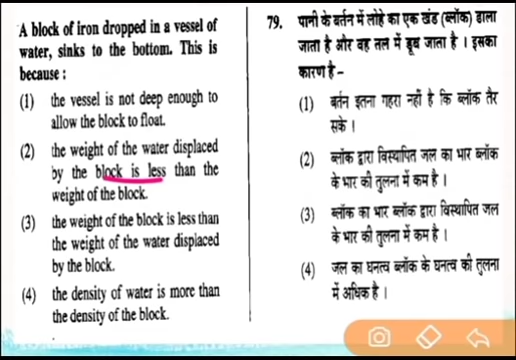 A block of iron dropped in a vessel of
water, sinks to the bottom. This is
because :
(1) the vessel is not deep enough to
allow the block to float.
(2) the weight of the water displaced
by the block is less than the
weight of the block.
(3) the weight of the block is less than
the weight of the water displaced
by the block.
(4) the density of water is more than
the density of the block.
79. पानी के बर्तन में लोहे का एक खंड (ब्लॉक) डाला
जाता है और वह तल में डूब जाता है । इसका
कारण है –
(1) बर्तन इतना गहरा नहीं है कि ब्लॉक तैर
सके ।
(2) ब्लॉक द्वारा विस्थापित जल का भार ब्लॉक
के भार की तुलना में कम है ।
(3) ब्लॉक का भार ब्लॉक द्वारा विस्थापित जल
के भार की तुलना में कम है ।
(4) जल का घनत्व ब्लॉक के घनत्व की तुलना
में अधिक है ।